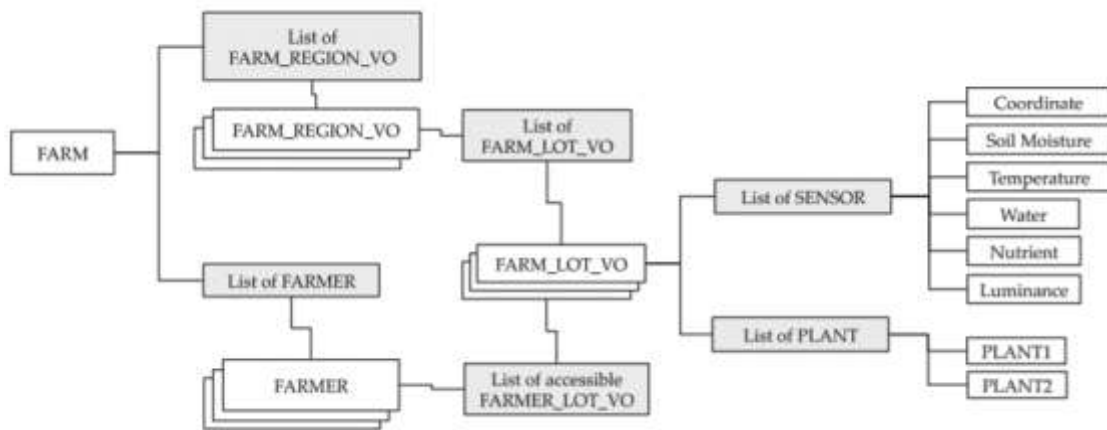 List of
FARM_REGION_VO
FARM_REGION_VO
FARM
List of
FARM_LOT_VO
List of FARMER
FARMER
FARM_LOT_VO
List of accessible
FARMER_LOT_VO
List of SENSOR
Coordinate
Soil Moisture
Temperature
Water
Nutrient
Luminance
List of PLANT
PLANT1
PLANT2